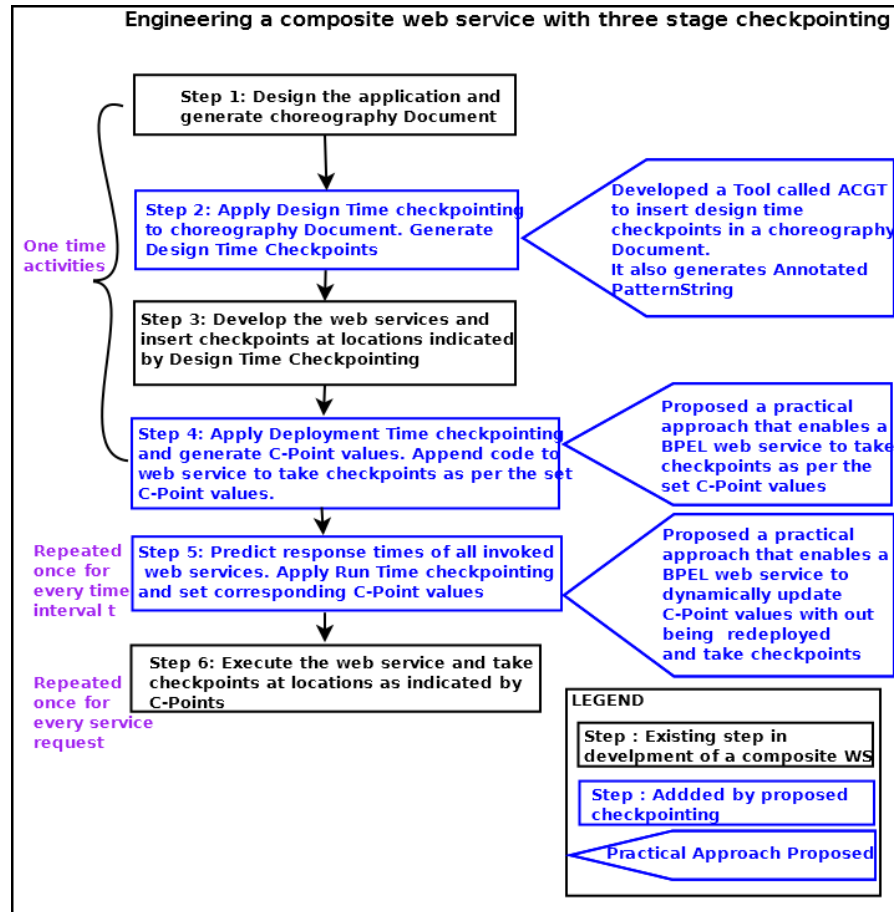 Engineering a composite web service with three stage checkpointing
Step 1: Design the application and
generate choreography Document
Step 2: Apply Design Time checkpointing
to choreography Document. Generate
Design Time Checkpoints
Developed a Tool called ACGT
to insert design time
checkpoints in a choreography
Document.
It also generates Annotated
PatternString
One time
activities
Step 3: Develop the web services and
insert checkpoints at locations indicated
by Design Time Checkpointing
Step 4: Apply Deployment Time checkpointing
and generate C-Point values. Append code to
web service to take checkpoints as per the set
C-Point values.
Proposed a practical
approach that enables a
BPEL web service to take
checkpoints as per the
set C-Point values
Repeated
once for
every time
interval t
Step 5: Predict response times of all invoked
web services. Apply Run Time checkpointing
and set corresponding C-Point values
Proposed a practical
approach that enables a
BPEL web service to
dynamically update
C-Point values with out
being redeployed
and take checkpoints
Repeated
once for
every service
request
Step 6: Execute the web service and take
checkpoints at locations as indicated by
C-Points
LEGEND
Step : Existing step in
develpment of a composite WS
Step : Addded by proposed
checkpointing
Practical Approach Proposed